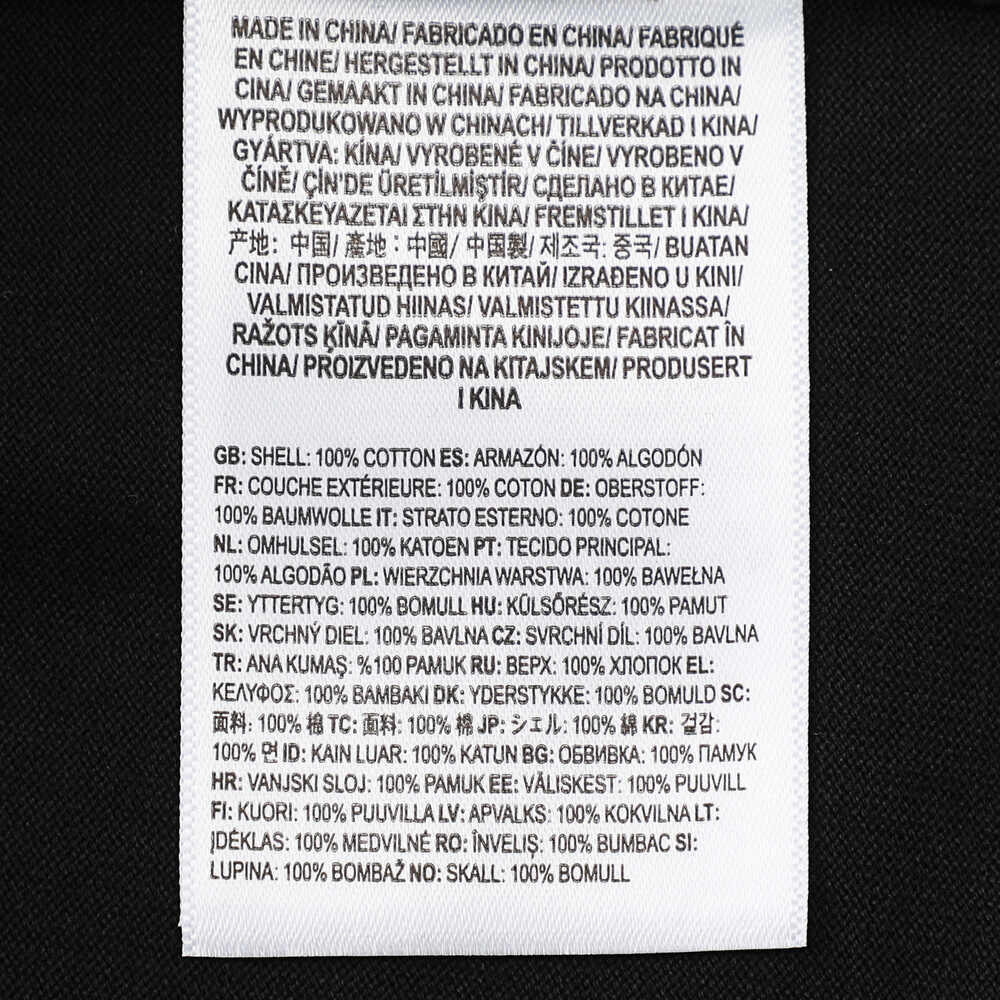 MADE IN CHINA/ FABRICADO EN CHINA/ FABRIQUÉ
EN CHINE/ HERGESTELLT IN CHINA/ PRODOTTO IN
CINA/ GEMAAKT IN CHINA/ FABRICADO NA CHINA/
WYPRODUKOWANO W CHINACH/ TILLVERKAD I KINA/
GYÁRTVA: KÍNA/ VYROBENÉ V ČÍNE/ VYROBENO V
ČÍNĚ/ ÇİN'DE ÜRETİLMİŞTİR/ СДЕЛАНО В КИТАЕ/
ΚΑΤΑΣΚΕΥΑΖΕΤΑΙ ΣΤΗΝ ΚΙΝΑ/ FREMSTILLET I KINA/
产地: 中国/ 產地: 中國/ 中国製/ 제조국: 중국/ BUATAN
CINA/ ПРОИЗВЕДЕНО В КИТАЙ/ IZRAĐENO U KINI/
VALMISTATUD HIINAS/ VALMISTETTU KIINASSA/
RAŽOTS ĶĪNĀ/ PAGAMINTA KINIJOJE/ FABRICAT ÎN
CHINA/ PROIZVEDENO NA KITAJSKEM/ PRODUSERT
I KINA
GB: SHELL: 100% COTTON ES: ARMAZÓN: 100% ALGODÓN
FR: COUCHE EXTÉRIEURE: 100% COTON DE: OBERSTOFF:
100% BAUMWOLLE IT: STRATO ESTERNO: 100% COTONE
NL: OMHULSEL: 100% KATOEN PT: TECIDO PRINCIPAL:
100% ALGODÃO PL: WIERZCHNIA WARSTWA: 100% BAWEŁNA
SE: YTTERTYG: 100% BOMULL HU: KÜLSŐRÉSZ: 100% PAMUT
SK: VRCHNÝ DIEL: 100% BAVLNA CZ: SVRCHNÍ DÍL: 100% BAVLNA
TR: ANA KUMAŞ: %100 PAMUK RU: ВЕРХ: 100% ХЛОПОК EL:
ΚΕΛΥΦΟΣ: 100% ΒΑΜΒΑΚΙ DK: YDERSTYKKE: 100% BOMULD SC:
面料: 100% 棉 TC: 面料: 100% 棉 JP: シェル: 100% 綿 KR: 겉감:
100% 면 ID: KAIN LUAR: 100% KATUN BG: ОБВИВКА: 100% ПАМУК
HR: VANJSKI SLOJ: 100% PAMUK EE: VÄLISKEST: 100% PUUVILL
FI: KUORI: 100% PUUVILLA LV: APVALKS: 100% KOKVILNA LT:
ĮDĖKLAS: 100% MEDVILNĖ RO: ÎNVELIȘ: 100% BUMBAC SI:
LUPINA: 100% BOMBAŽ NO: SKALL: 100% BOMULL